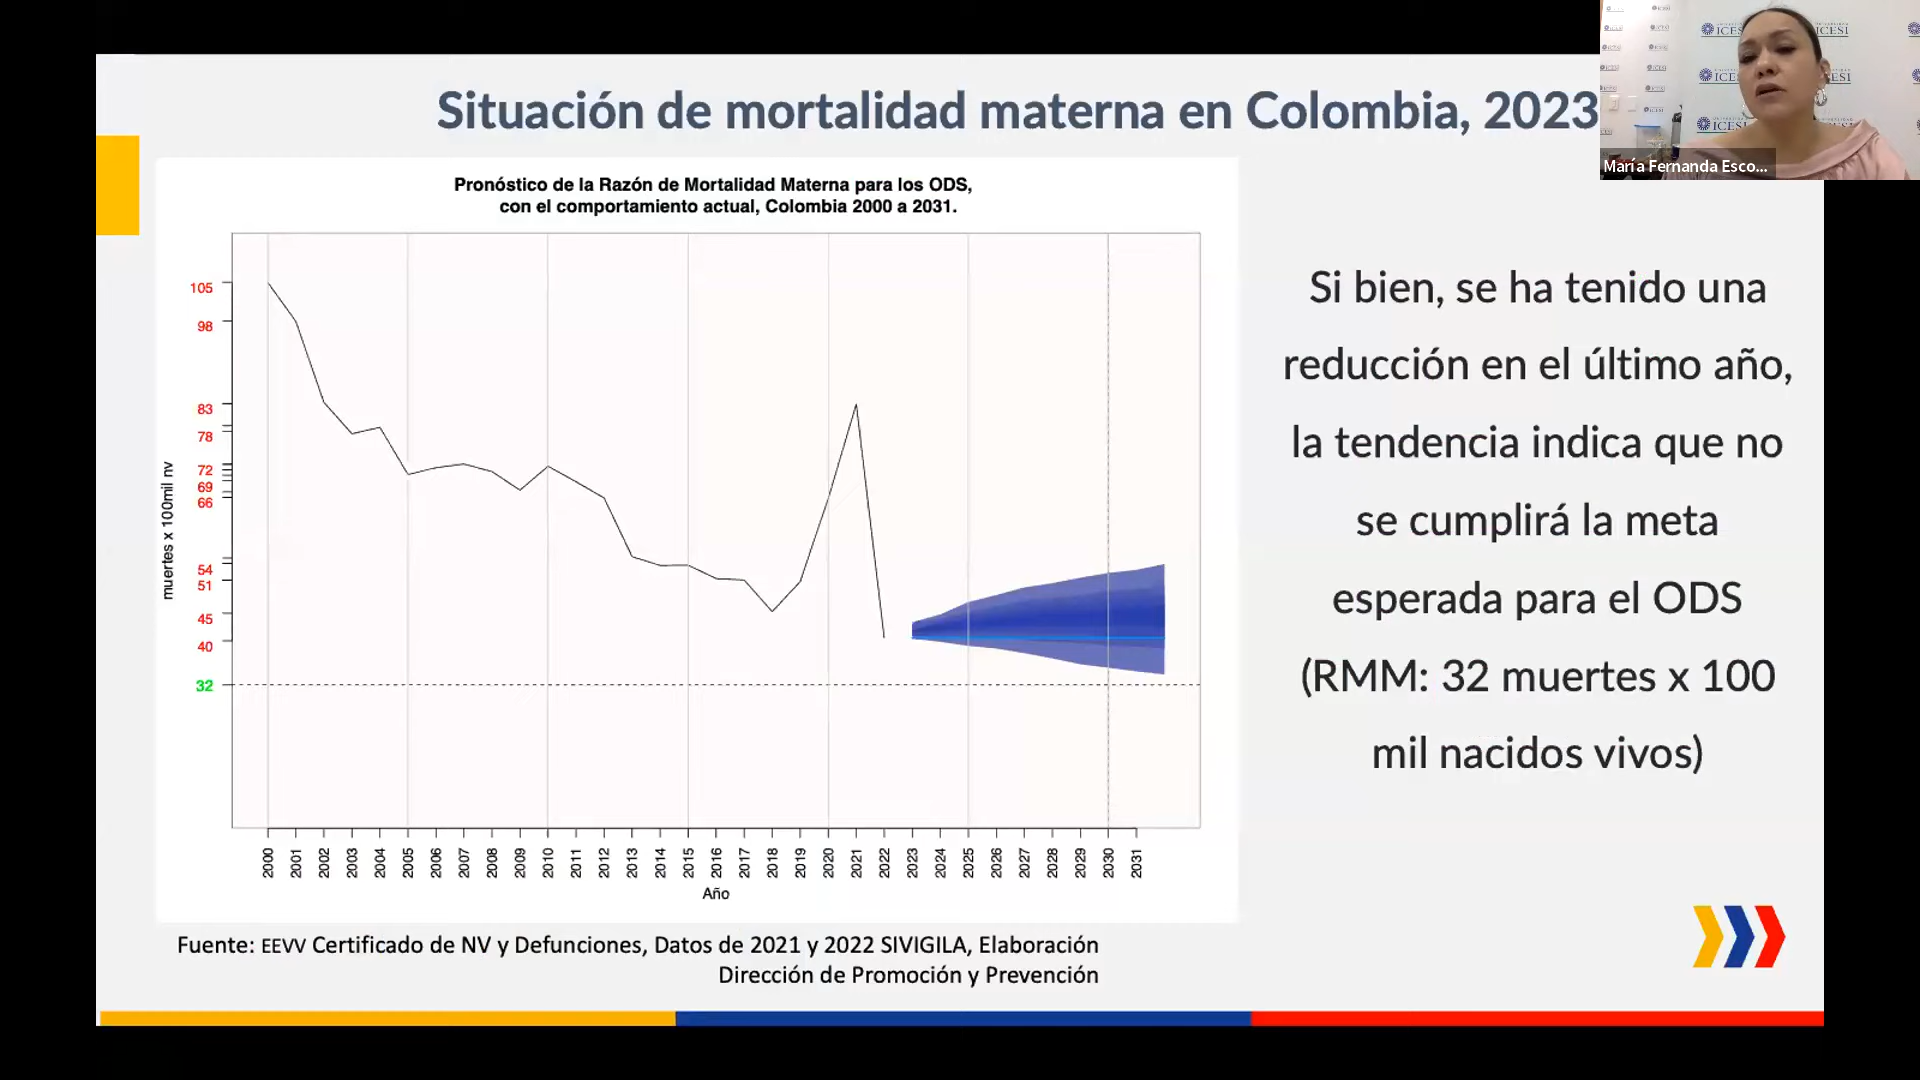 Situación de mortalidad materna en Colombia, 2023
María Fernanda Esco...
ICESI
ICESI
ICESI
ICESI
Pronóstico de la Razón de Mortalidad Materna para los ODS,
con el comportamiento actual, Colombia 2000 a 2031.
muertes x 100mil nv
105
98
83
78
72
69
66
54
51
45
40
32
2000 2001 2002 2003 2004 2005 2006 2007 2008 2009 2010 2011 2012 2013 2014 2015 2016 2017 2018 2019 2020 2021 2022 2023 2024 2025 2026 2027 2028 2029 2030 2031
Año
Si bien, se ha tenido una
reducción en el último año,
la tendencia indica que no
se cumplirá la meta
esperada para el ODS
(RMM: 32 muertes x 100
mil nacidos vivos)
Fuente: EEVV Certificado de NV y Defunciones, Datos de 2021 y 2022 SIVIGILA, Elaboración
Dirección de Promoción y Prevención